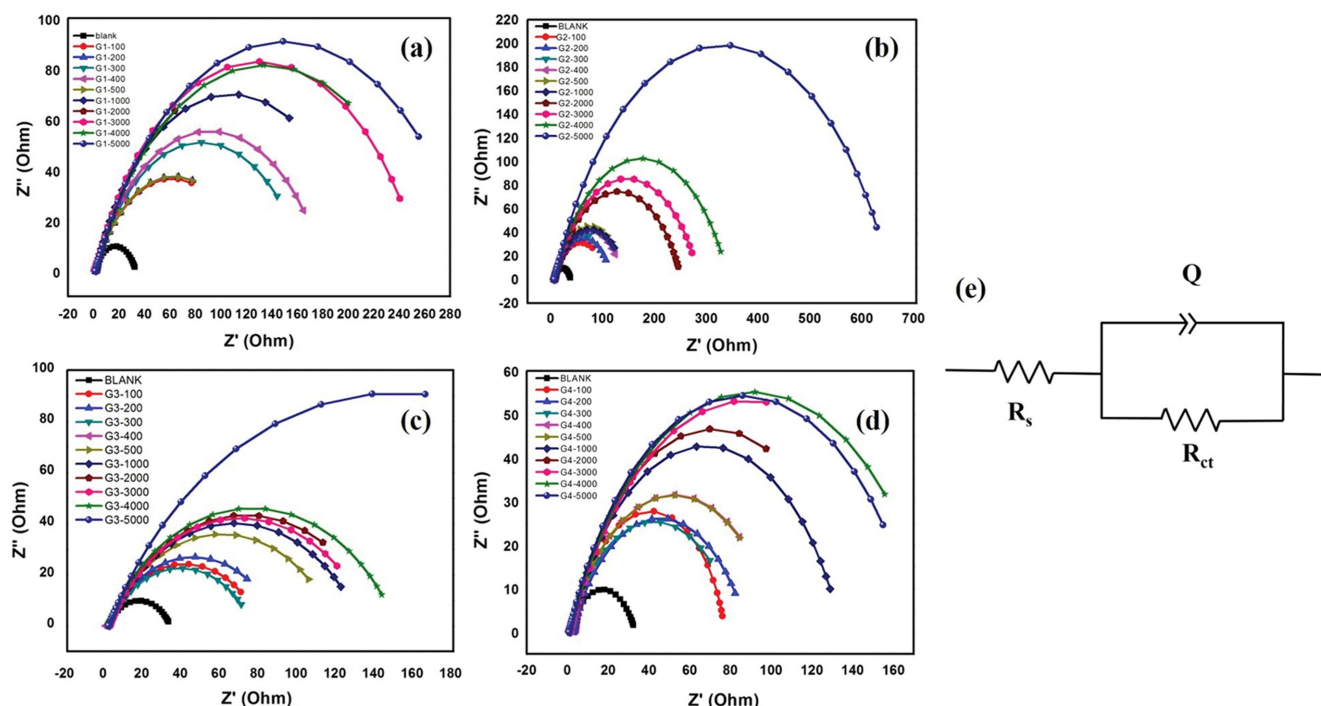 (a)
blank
G1-100
G1-200
G1-300
G1-400
G1-500
G1-1000
G1-2000
G1-3000
G1-4000
G1-5000
100
80
60
40
20
0
Z'' (Ohm)
-20 0 20 40 60 80 100 120 140 160 180 200 220 240 260 280
Z' (Ohm)
(b)
BLANK
G2-100
G2-200
G2-300
G2-400
G2-500
G2-1000
G2-2000
G2-3000
G2-4000
G2-5000
220
200
180
160
140
120
100
80
60
40
20
0
-20
Z'' (Ohm)
0 100 200 300 400 500 600 700
Z' (Ohm)
(c)
BLANK
G3-100
G3-200
G3-300
G3-400
G3-500
G3-1000
G3-2000
G3-3000
G3-4000
G3-5000
100
80
60
40
20
0
Z'' (Ohm)
-20 0 20 40 60 80 100 120 140 160 180
Z' (Ohm)
(d)
BLANK
G4-100
G4-200
G4-300
G4-400
G4-500
G4-1000
G4-2000
G4-3000
G4-4000
G4-5000
60
50
40
30
20
10
0
Z'' (Ohm)
-20 0 20 40 60 80 100 120 140 160 180
Z' (Ohm)
(e)
Q
Rs
Rct